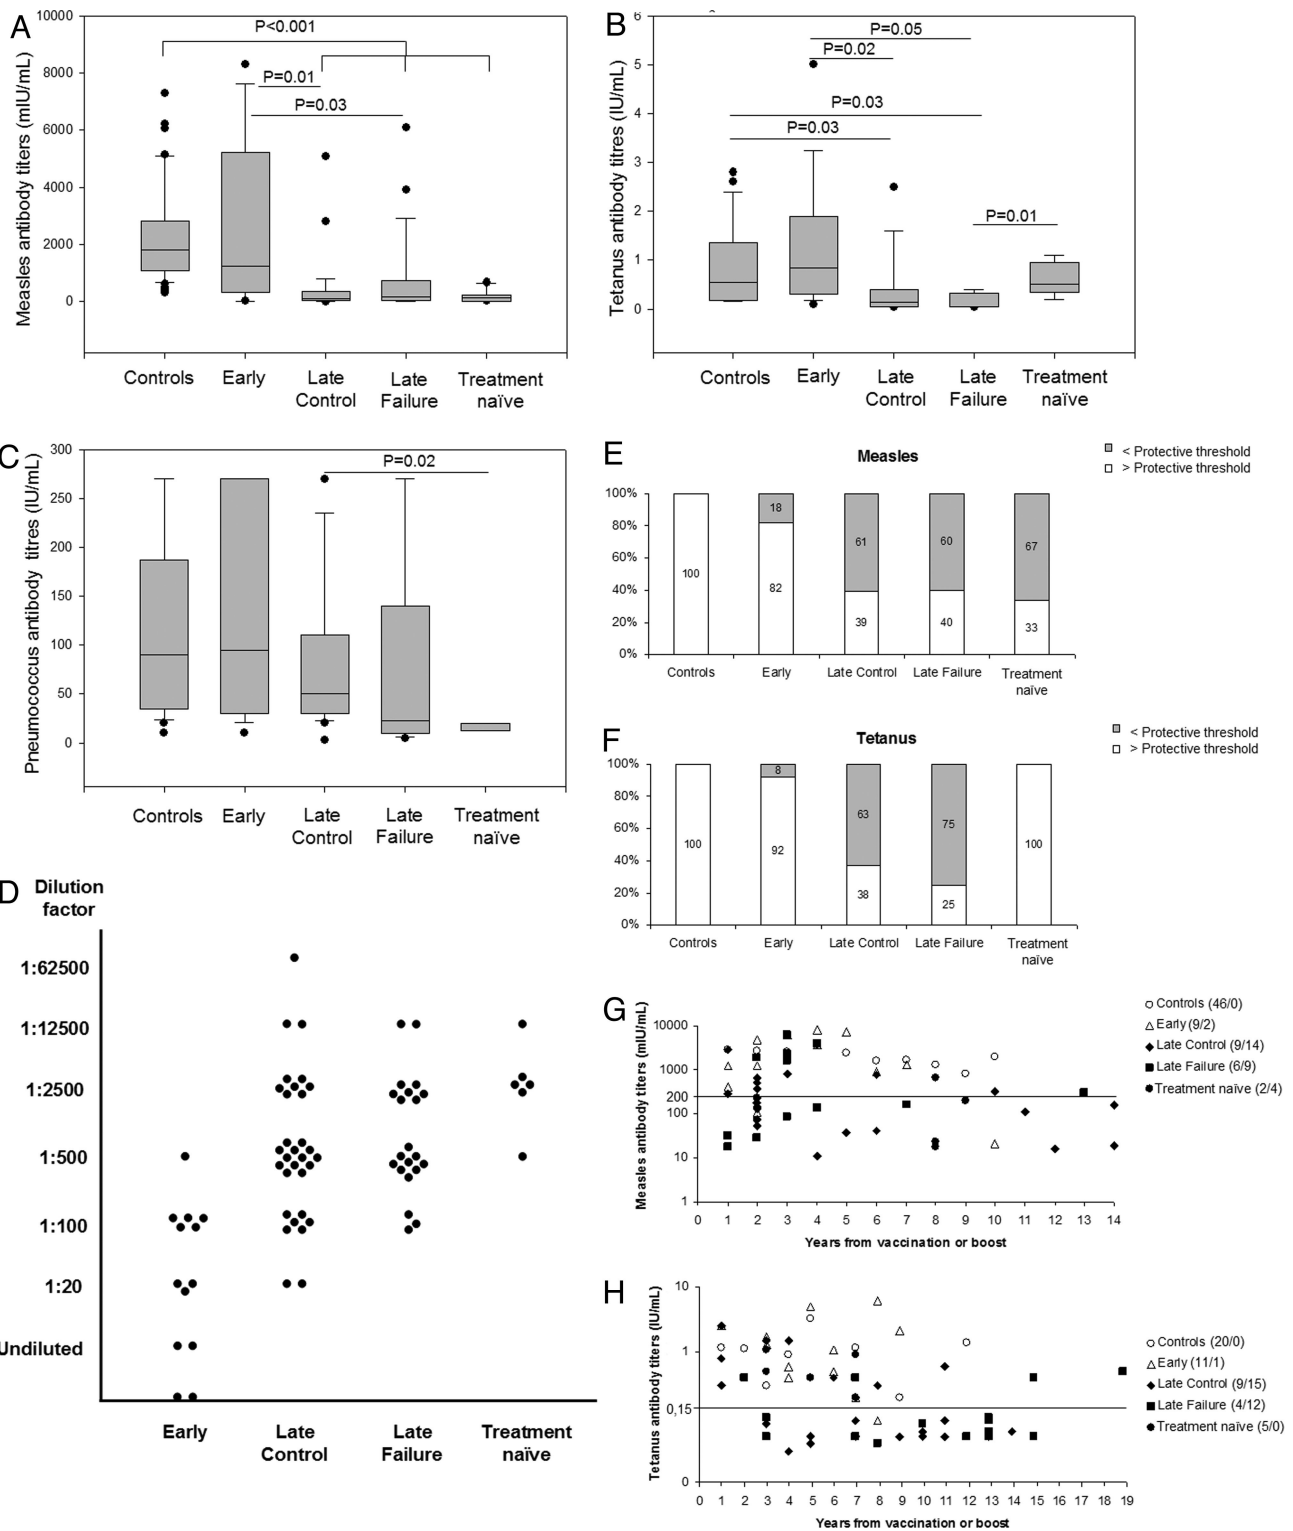 A
Measles antibody titers (mIU/mL)
10000
8000
6000
4000
2000
0
P<0.001
P=0.01
P=0.03
Controls
Early
Late
Control
Late
Failure
Treatment
naïve
B
Tetanus antibody titres (IU/mL)
6
5
4
3
2
1
0
P=0.05
P=0.02
P=0.03
P=0.03
P=0.01
Controls
Early
Late
Control
Late
Failure
Treatment
naïve
C
Pneumococcus antibody titres (IU/mL)
300
250
200
150
100
50
0
P=0.02
Controls
Early
Late
Control
Late
Failure
Treatment
naïve
D
Dilution
factor
1:62500
1:12500
1:2500
1:500
1:100
1:20
Undiluted
Early
Late
Control
Late
Failure
Treatment
naïve
E
Measles
< Protective threshold
> Protective threshold
100%
80%
60%
40%
20%
0%
100
18
82
61
39
60
40
67
33
Controls
Early
Late Control
Late Failure
Treatment
naïve
F
Tetanus
< Protective threshold
> Protective threshold
100%
80%
60%
40%
20%
0%
100
8
92
63
38
75
25
100
Controls
Early
Late Control
Late Failure
Treatment
naïve
G
Measles antibody titers (mIU/mL)
10000
1000
200
100
10
1
0 1 2 3 4 5 6 7 8 9 10 11 12 13 14
Years from vaccination or boost
Controls (46/0)
Early (9/2)
Late Control (9/14)
Late Failure (6/9)
Treatment naïve (2/4)
H
Tetanus antibody titers (IU/mL)
10
1
0,15
0
0 1 2 3 4 5 6 7 8 9 10 11 12 13 14 15 16 17 18 19
Years from vaccination or boost
Controls (20/0)
Early (11/1)
Late Control (9/15)
Late Failure (4/12)
Treatment naïve (5/0)